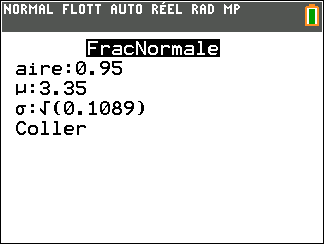 NORMAL FLOTT AUTO RÉEL RAD MP
FracNormale
aire:0.95
μ:3.35
σ:√(0.1089)
Coller